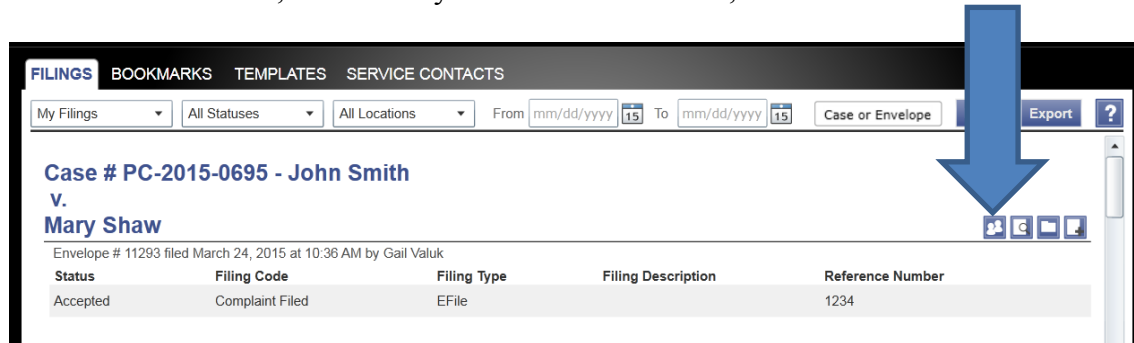 FILINGS BOOKMARKS TEMPLATES SERVICE CONTACTS
My Filings All Statuses All Locations From mm/dd/yyyy 15 To mm/dd/yyyy 15 Case or Envelope Export ?
Case # PC-2015-0695 - John Smith
v.
Mary Shaw
Envelope # 11293 filed March 24, 2015 at 10:36 AM by Gail Valuk
Status Filing Code Filing Type Filing Description Reference Number
Accepted Complaint Filed EFile 1234